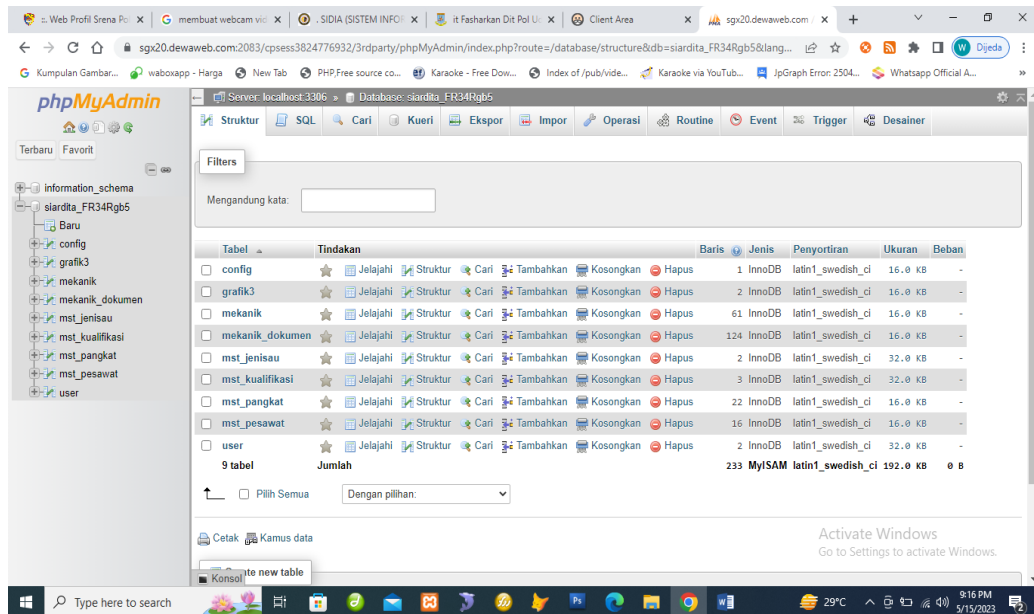 :. Web Profil Srena Po
membuat webcam vid
. SIDIA (SISTEM INFO
it Fasharkan Dit Pol U
Client Area
sgx20.dewaweb.com
sgx20.dewaweb.com:2083/cpsess3824776932/3rdparty/phpMyAdmin/index.php?route=/database/structure&db=siardita_FR34Rgb5&lang...
W Dijeda
Kumpulan Gambar...
waboxapp - Harga
New Tab
PHP,Free source co...
Karaoke - Free Dow...
Index of /pub/vide...
Karaoke via YouTub...
JpGraph Error: 2504...
Whatsapp Official A...
»
phpMyAdmin
Terbaru Favorit
information_schema
siardita_FR34Rgb5
Baru
config
grafik3
mekanik
mekanik_dokumen
mst_jenisau
mst_kualifikasi
mst_pangkat
mst_pesawat
user
Server: localhost:3306 » Database: siardita_FR34Rgb5
Struktur SQL Cari Kueri Ekspor Impor Operasi Routine Event Trigger Desainer
Filters
Mengandung kata:
Tabel Tindakan Baris Jenis Penyortiran Ukuran Beban
config Jelajahi Struktur Cari Tambahkan Kosongkan Hapus 1 InnoDB latin1_swedish_ci 16.0 KB -
grafik3 Jelajahi Struktur Cari Tambahkan Kosongkan Hapus 2 InnoDB latin1_swedish_ci 16.0 KB -
mekanik Jelajahi Struktur Cari Tambahkan Kosongkan Hapus 61 InnoDB latin1_swedish_ci 16.0 KB -
mekanik_dokumen Jelajahi Struktur Cari Tambahkan Kosongkan Hapus 124 InnoDB latin1_swedish_ci 16.0 KB -
mst_jenisau Jelajahi Struktur Cari Tambahkan Kosongkan Hapus 2 InnoDB latin1_swedish_ci 32.0 KB -
mst_kualifikasi Jelajahi Struktur Cari Tambahkan Kosongkan Hapus 3 InnoDB latin1_swedish_ci 32.0 KB -
mst_pangkat Jelajahi Struktur Cari Tambahkan Kosongkan Hapus 22 InnoDB latin1_swedish_ci 16.0 KB -
mst_pesawat Jelajahi Struktur Cari Tambahkan Kosongkan Hapus 16 InnoDB latin1_swedish_ci 16.0 KB -
user Jelajahi Struktur Cari Tambahkan Kosongkan Hapus 2 InnoDB latin1_swedish_ci 32.0 KB -
9 tabel Jumlah 233 MyISAM latin1_swedish_ci 192.0 KB 0 B
Pilih Semua Dengan pilihan:
Cetak Kamus data
Activate Windows
Go to Settings to activate Windows.
new table
Konsol
Type here to search
29°C
9:16 PM
5/15/2023